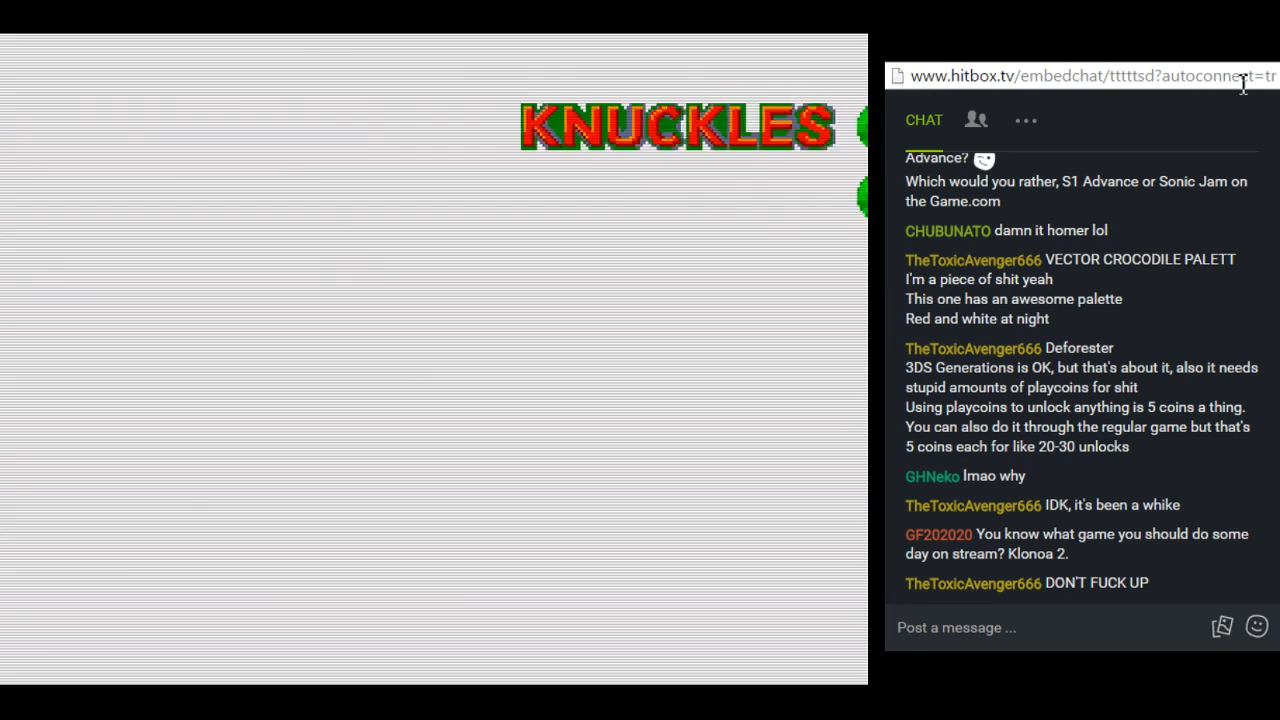 KNUCKLES
www.hitbox.tv/embedchat/tttttsd?autoconnect=tr
CHAT
Advance?
Which would you rather, S1 Advance or Sonic Jam on
the Game.com
CHUBUNATO damn it homer lol
TheToxicAvenger666 VECTOR CROCODILE PALETT
I'm a piece of shit yeah
This one has an awesome palette
Red and white at night
TheToxicAvenger666 Deforester
3DS Generations is OK, but that's about it, also it needs
stupid amounts of playcoins for shit
Using playcoins to unlock anything is 5 coins a thing.
You can also do it through the regular game but that's
5 coins each for like 20-30 unlocks
GHNeko lmao why
TheToxicAvenger666 IDK, it's been a whike
GF202020 You know what game you should do some
day on stream? Klonoa 2.
TheToxicAvenger666 DON'T FUCK UP
Post a message ...